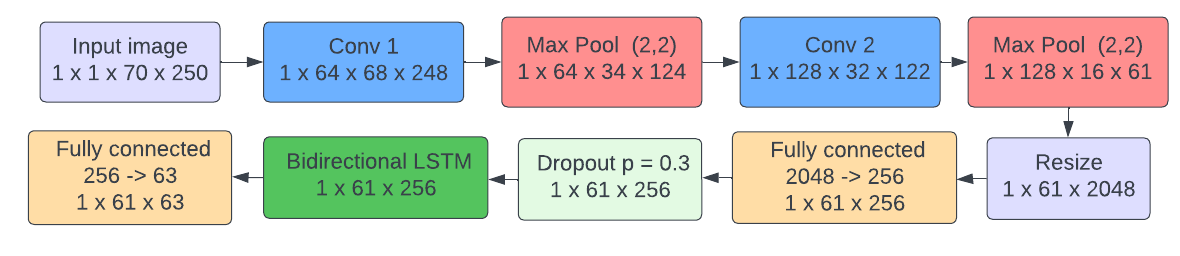 Input image
1 x 1 x 70 x 250
Conv 1
1 x 64 x 68 x 248
Max Pool (2,2)
1 x 64 x 34 x 124
Conv 2
1 x 128 x 32 x 122
Max Pool (2,2)
1 x 128 x 16 x 61
Resize
1 x 61 x 2048
Fully connected
2048 -> 256
1 x 61 x 256
Dropout p = 0.3
1 x 61 x 256
Bidirectional LSTM
1 x 61 x 256
Fully connected
256 -> 63
1 x 61 x 63